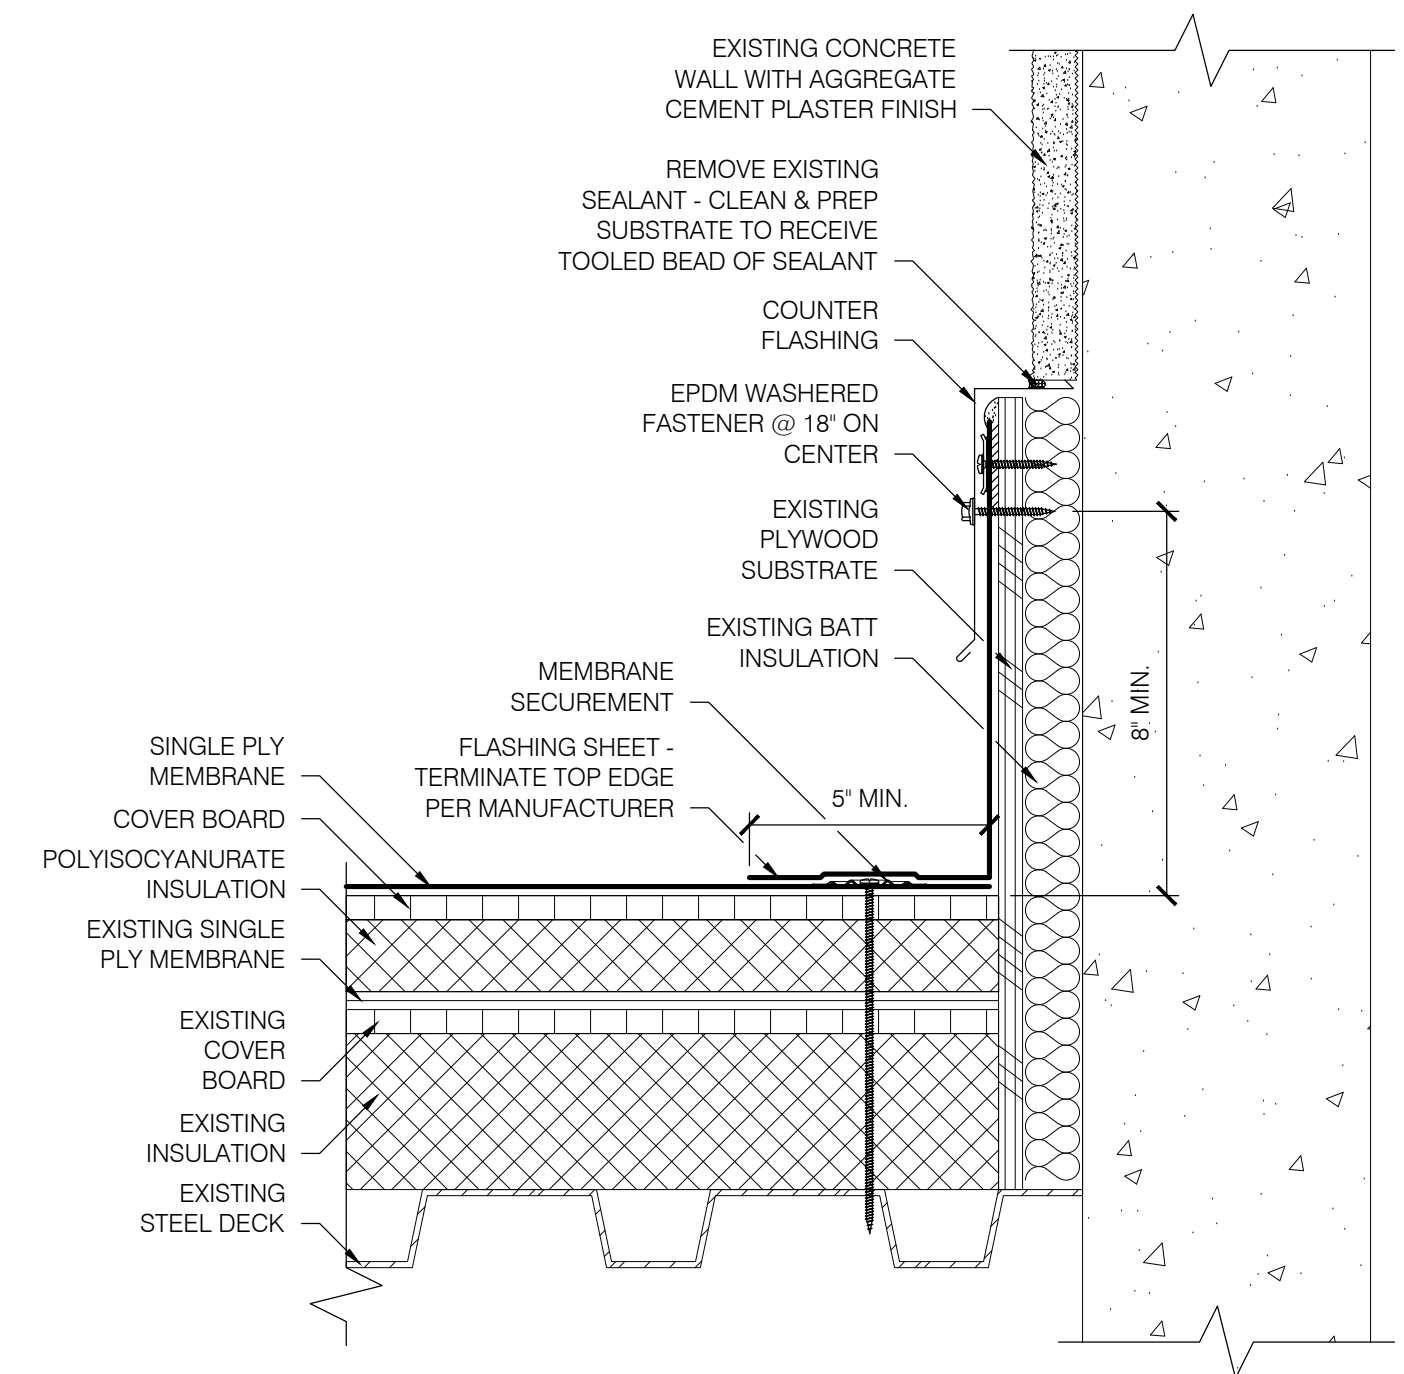 EXISTING CONCRETE
WALL WITH AGGREGATE
CEMENT PLASTER FINISH
REMOVE EXISTING
SEALANT - CLEAN & PREP
SUBSTRATE TO RECEIVE
TOOLED BEAD OF SEALANT
COUNTER
FLASHING
EPDM WASHERED
FASTENER @ 18" ON
CENTER
EXISTING
PLYWOOD
SUBSTRATE
EXISTING BATT
INSULATION
MEMBRANE
SECUREMENT
FLASHING SHEET -
TERMINATE TOP EDGE
PER MANUFACTURER
5" MIN.
8" MIN.
SINGLE PLY
MEMBRANE
COVER BOARD
POLYISOCYANURATE
INSULATION
EXISTING SINGLE
PLY MEMBRANE
EXISTING
COVER
BOARD
EXISTING
INSULATION
EXISTING
STEEL DECK